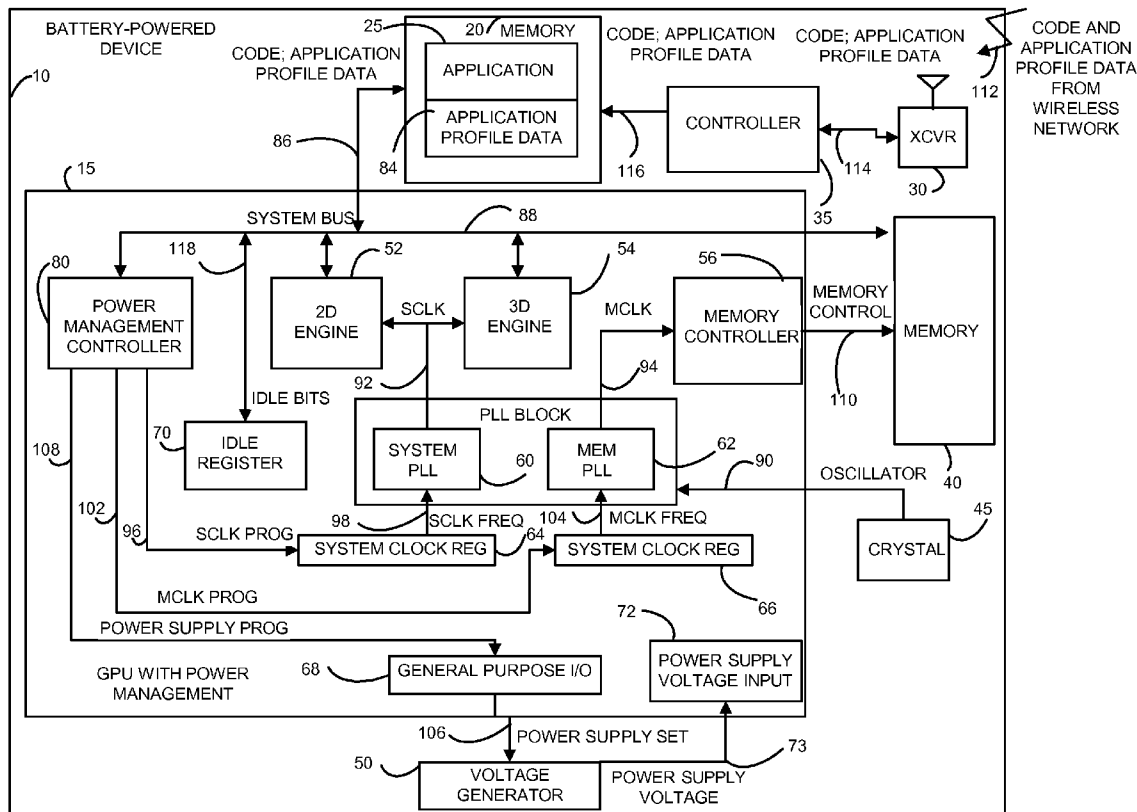 BATTERY-POWERED
DEVICE
10
25
20
MEMORY
CODE; APPLICATION
PROFILE DATA
APPLICATION
APPLICATION
PROFILE DATA
84
86
CODE; APPLICATION
PROFILE DATA
116
CONTROLLER
35
CODE; APPLICATION
PROFILE DATA
114
XCVR
30
112
CODE AND
APPLICATION
PROFILE DATA
FROM
WIRELESS
NETWORK
15
SYSTEM BUS
88
118
80
POWER
MANAGEMENT
CONTROLLER
52
2D
ENGINE
SCLK
92
54
3D
ENGINE
MCLK
94
56
MEMORY
CONTROLLER
MEMORY
CONTROL
110
MEMORY
40
IDLE BITS
70
IDLE
REGISTER
PLL BLOCK
SYSTEM
PLL
60
MEM
PLL
62
90
OSCILLATOR
45
CRYSTAL
108
102
96
SCLK PROG
98
SCLK FREQ
104
MCLK FREQ
SYSTEM CLOCK REG
64
SYSTEM CLOCK REG
66
MCLK PROG
POWER SUPPLY PROG
68
GENERAL PURPOSE I/O
72
POWER SUPPLY
VOLTAGE INPUT
GPU WITH POWER
MANAGEMENT
106
POWER SUPPLY SET
73
50
VOLTAGE
GENERATOR
POWER SUPPLY
VOLTAGE